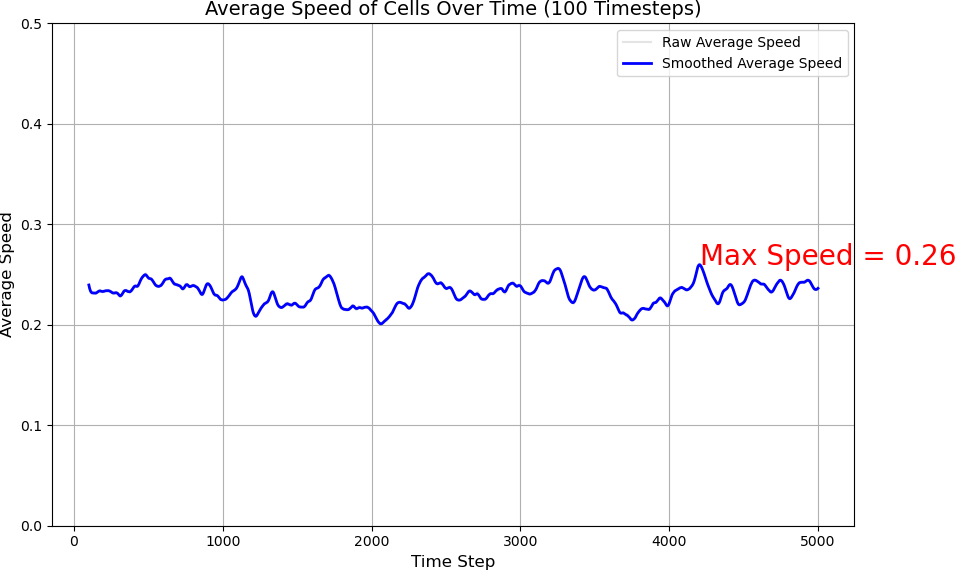 Average Speed of Cells Over Time (100 Timesteps)
0.5
Raw Average Speed
Smoothed Average Speed
0.4
0.3
Max Speed = 0.26
Average Speed
0.2
0.1
0.0
0 1000 2000 3000 4000 5000
Time Step